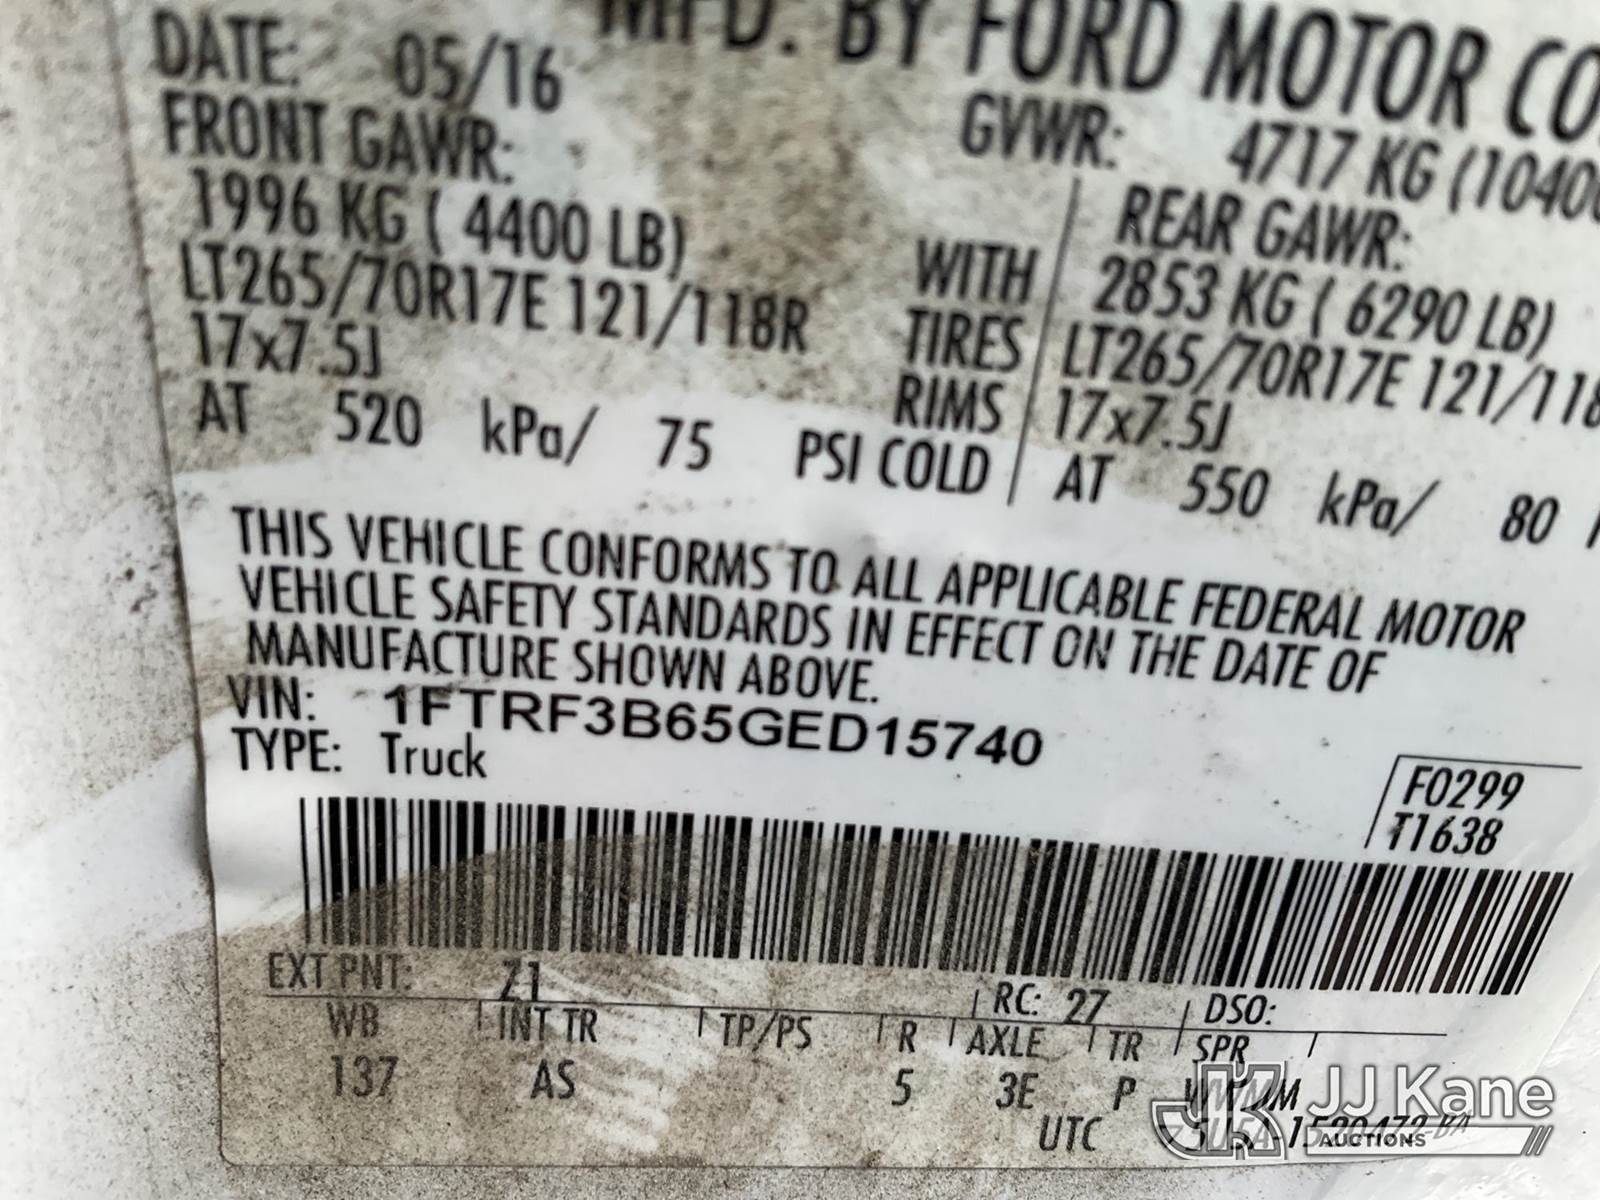 MFD. BY FORD MOTOR CO
DATE: 05/16
GVWR: 4717 KG (1040
FRONT GAWR:
1996 KG ( 4400 LB)
REAR GAWR:
2853 KG ( 6290 LB)
LT265/70R17E 121/118R
WITH
TIRES
LT265/70R17E 121/118
17x7.5J
RIMS
17x7.5J
AT 520 kPa/ 75 PSI COLD
AT 550 kPa/ 80
THIS VEHICLE CONFORMS TO ALL APPLICABLE FEDERAL MOTOR
VEHICLE SAFETY STANDARDS IN EFFECT ON THE DATE OF
MANUFACTURE SHOWN ABOVE.
VIN: 1FTRF3B65GED15740
TYPE: Truck
F0299
T1638
EXT PNT: Z1
RC: 27
DSO:
WB INT TR TP/PS R AXLE TR SPR
137 AS 5 3E P
UTC
JJ Kane
AUCTIONS